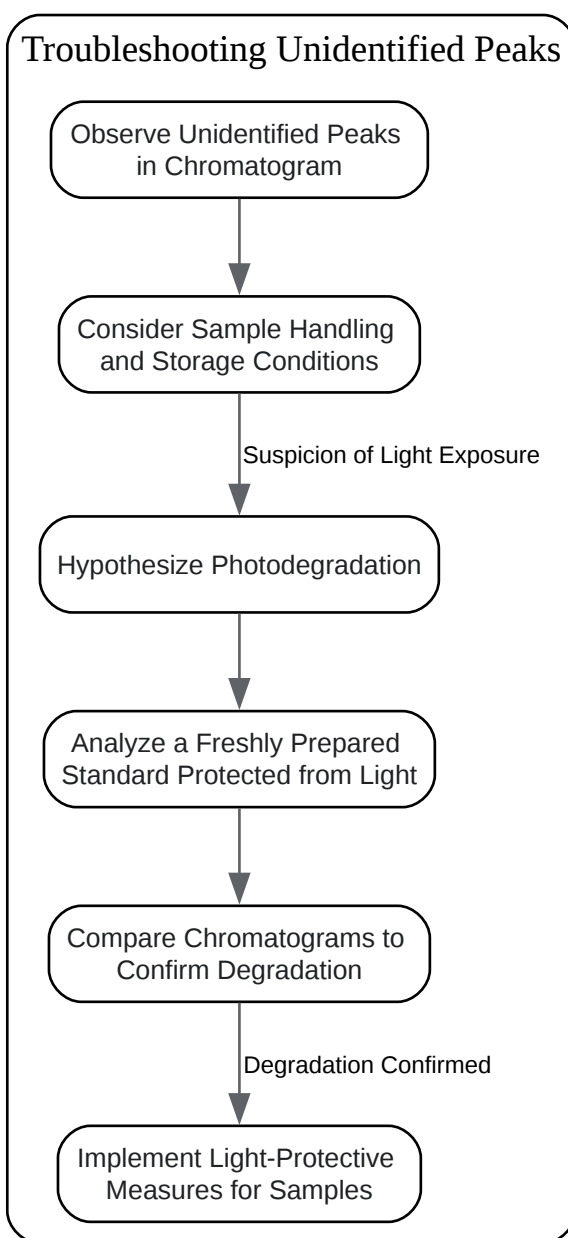 Troubleshooting Unidentified Peaks
Observe Unidentified Peaks
in Chromatogram
Consider Sample Handling
and Storage Conditions
Suspicion of Light Exposure
Hypothesize Photodegradation
Analyze a Freshly Prepared
Standard Protected from Light
Compare Chromatograms to
Confirm Degradation
Degradation Confirmed
Implement Light-Protective
Measures for Samples